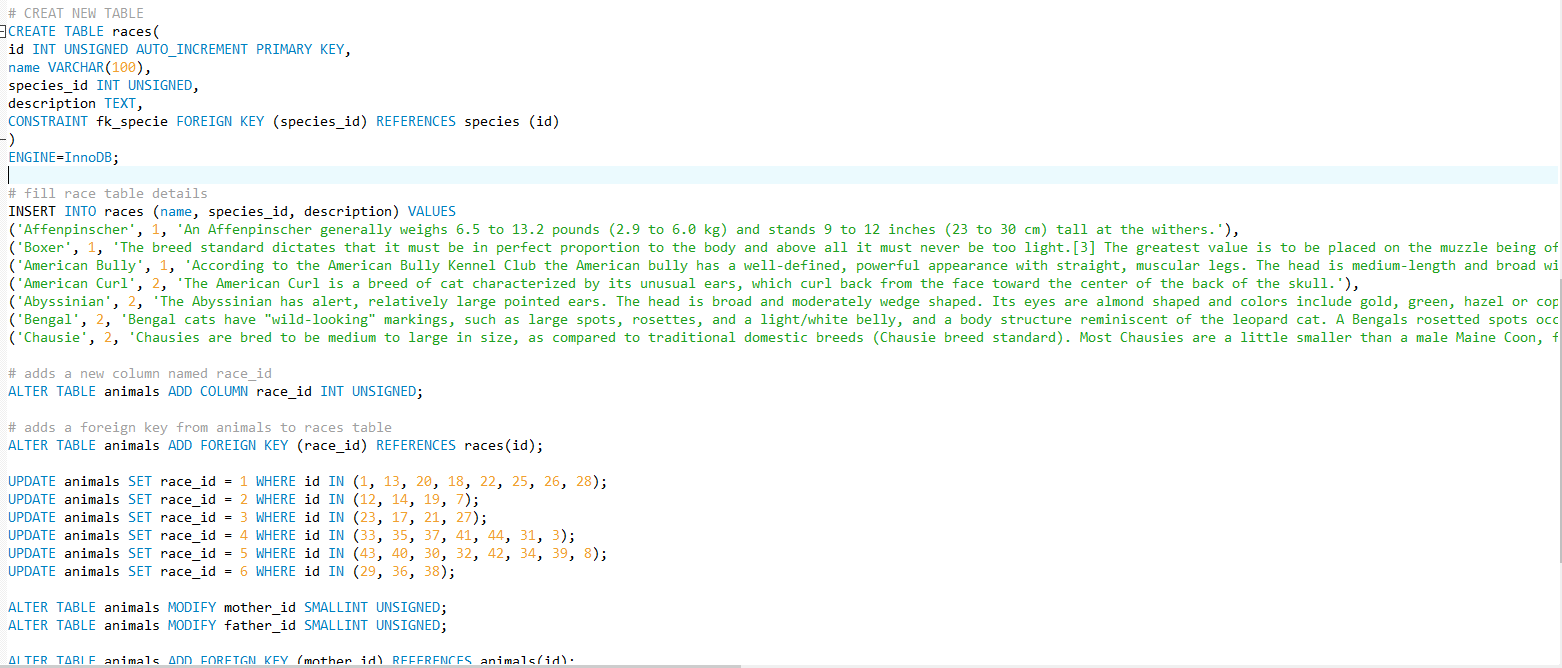 # CREAT NEW TABLE
CREATE TABLE races(
id INT UNSIGNED AUTO_INCREMENT PRIMARY KEY,
name VARCHAR(100),
species_id INT UNSIGNED,
description TEXT,
CONSTRAINT fk_specie FOREIGN KEY (species_id) REFERENCES species (id)
)
ENGINE=InnoDB;
# fill race table details
INSERT INTO races (name, species_id, description) VALUES
('Affenpinscher', 1, 'An Affenpinscher generally weighs 6.5 to 13.2 pounds (2.9 to 6.0 kg) and stands 9 to 12 inches (23 to 30 cm) tall at the withers.'),
('Boxer', 1, 'The breed standard dictates that it must be in perfect proportion to the body and above all it must never be too light.[3] The greatest value is to be placed on the muzzle being of
('American Bully', 1, 'According to the American Bully Kennel Club the American bully has a well-defined, powerful appearance with straight, muscular legs. The head is medium-length and broad wi
('American Curl', 2, 'The American Curl is a breed of cat characterized by its unusual ears, which curl back from the face toward the center of the back of the skull.'),
('Abyssinian', 2, 'The Abyssinian has alert, relatively large pointed ears. The head is broad and moderately wedge shaped. Its eyes are almond shaped and colors include gold, green, hazel or cop
('Bengal', 2, 'Bengal cats have "wild-looking" markings, such as large spots, rosettes, and a light/white belly, and a body structure reminiscent of the leopard cat. A Bengals rosetted spots occ
('Chausie', 2, 'Chausies are bred to be medium to large in size, as compared to traditional domestic breeds (Chausie breed standard). Most Chausies are a little smaller than a male Maine Coon, f
# adds a new column named race_id
ALTER TABLE animals ADD COLUMN race_id INT UNSIGNED;
# adds a foreign key from animals to races table
ALTER TABLE animals ADD FOREIGN KEY (race_id) REFERENCES races(id);
UPDATE animals SET race_id = 1 WHERE id IN (1, 13, 20, 18, 22, 25, 26, 28);
UPDATE animals SET race_id = 2 WHERE id IN (12, 14, 19, 7);
UPDATE animals SET race_id = 3 WHERE id IN (23, 17, 21, 27);
UPDATE animals SET race_id = 4 WHERE id IN (33, 35, 37, 41, 44, 31, 3);
UPDATE animals SET race_id = 5 WHERE id IN (43, 40, 30, 32, 42, 34, 39, 8);
UPDATE animals SET race_id = 6 WHERE id IN (29, 36, 38);
ALTER TABLE animals MODIFY mother_id SMALLINT UNSIGNED;
ALTER TABLE animals MODIFY father_id SMALLINT UNSIGNED;
ALTER TABLE animals ADD FOREIGN KEY (mother_id) REFERENCES animals(id);